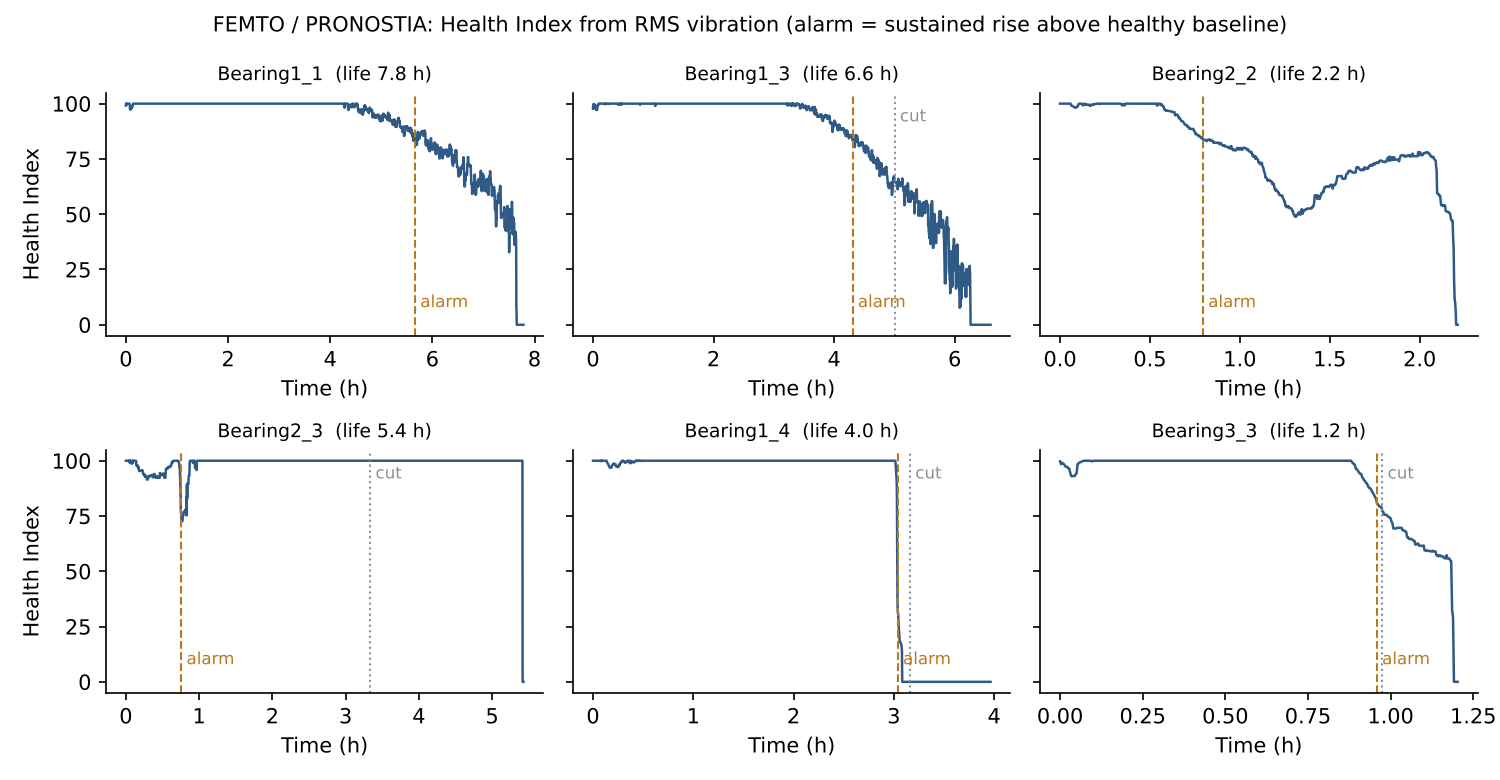 FEMTO / PRONOSTIA: Health Index from RMS vibration (alarm = sustained rise above healthy baseline)
Bearing1_1  (life 7.8 h)
100
75
50
25
0
Health Index
alarm
0 2 4 6 8
Time (h)
Bearing1_3  (life 6.6 h)
cut
alarm
0 2 4 6
Time (h)
Bearing2_2  (life 2.2 h)
alarm
0.0 0.5 1.0 1.5 2.0
Time (h)
Bearing2_3  (life 5.4 h)
100
75
50
25
0
Health Index
cut
alarm
0 1 2 3 4 5
Time (h)
Bearing1_4  (life 4.0 h)
cut
alarm
0 1 2 3 4
Time (h)
Bearing3_3  (life 1.2 h)
cut
alarm
0.00 0.25 0.50 0.75 1.00 1.25
Time (h)